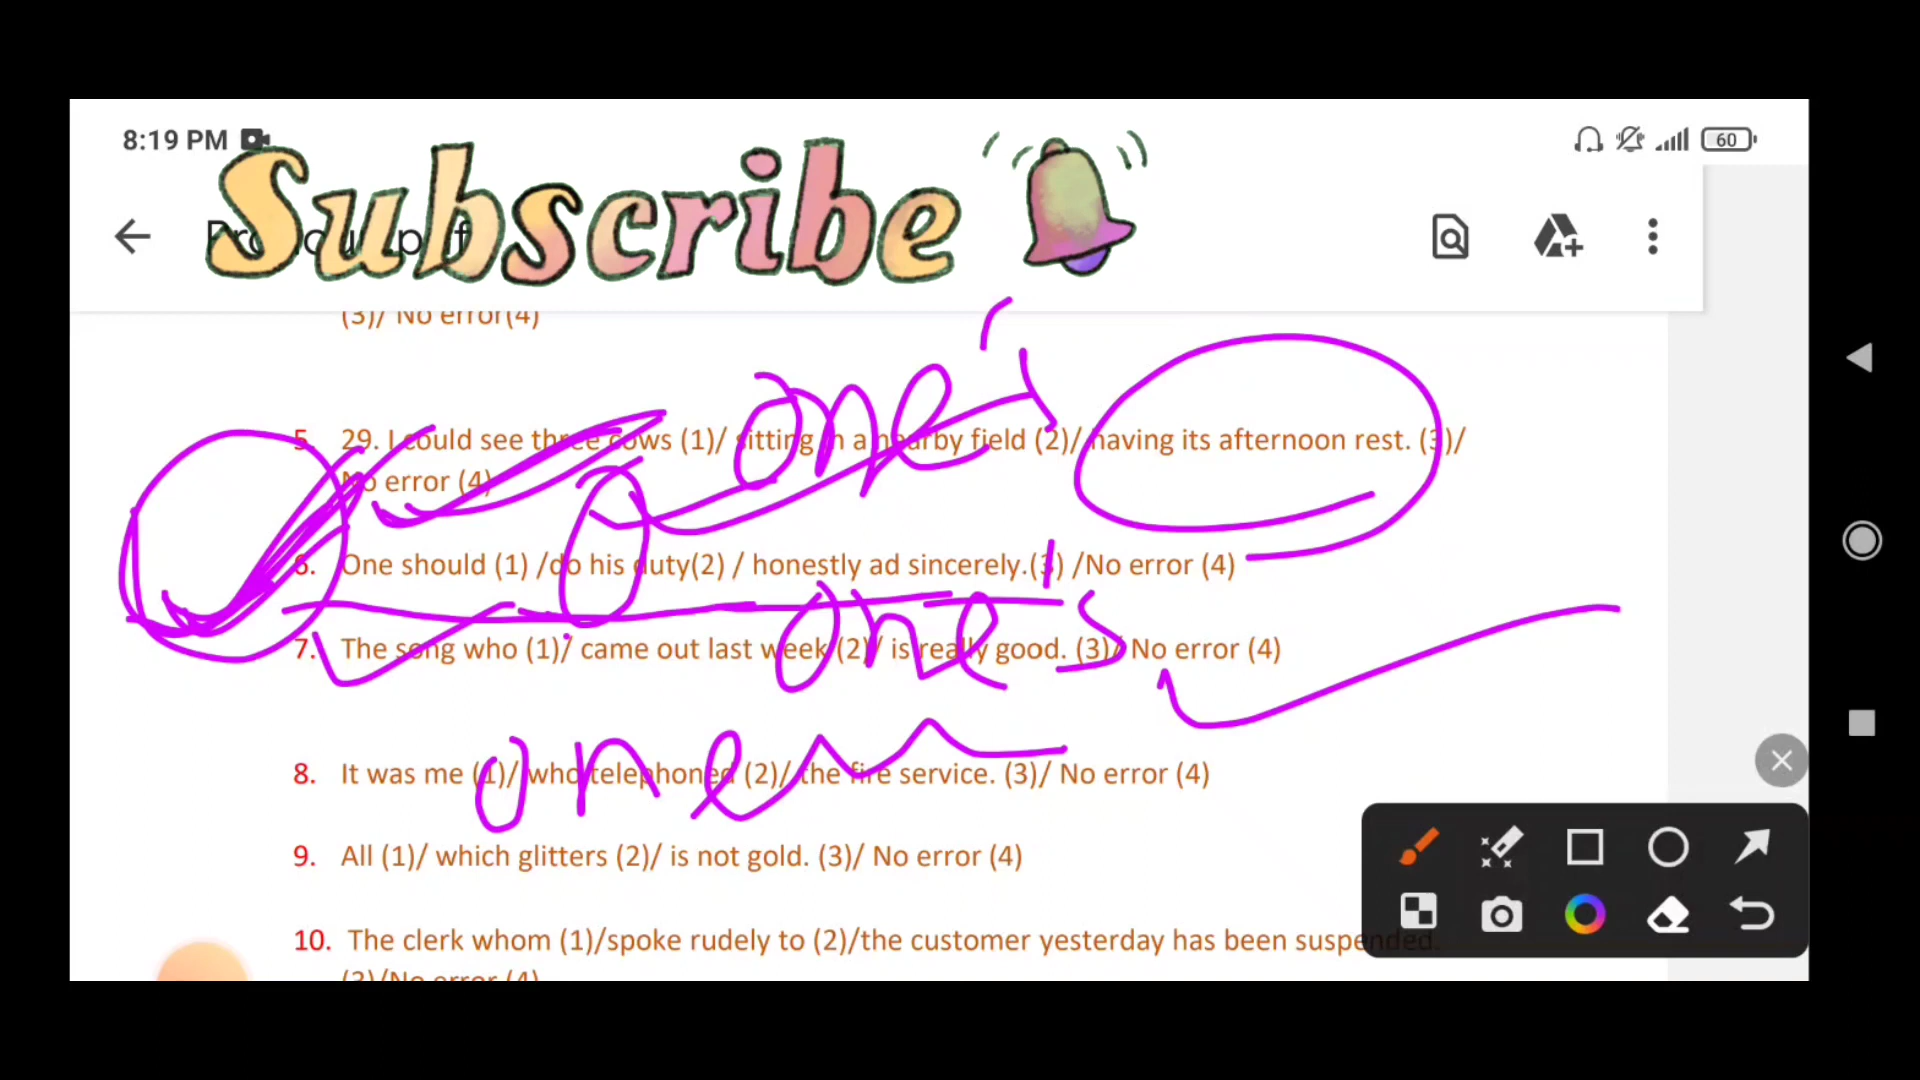 8:19 PM
60
Subscribe
(3)/ No error(4)
one's
5. 29. I could see three cows (1)/ sitting in a nearby field (2)/ having its afternoon rest. (3)/
No error (4)
6. One should (1) /do his duty(2) / honestly ad sincerely.(3) /No error (4)
one's
7. The song who (1)/ came out last week (2)/ is really good. (3)/ No error (4)
one
8. It was me (1)/ who telephoned (2)/ the fire service. (3)/ No error (4)
9. All (1)/ which glitters (2)/ is not gold. (3)/ No error (4)
10. The clerk whom (1)/spoke rudely to (2)/the customer yesterday has been suspended.
(3)/No error (4)